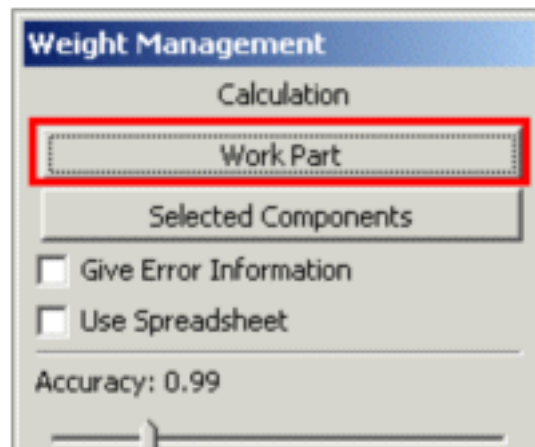 Weight Management
Calculation
Work Part
Selected Components
Give Error Information
Use Spreadsheet
Accuracy: 0.99